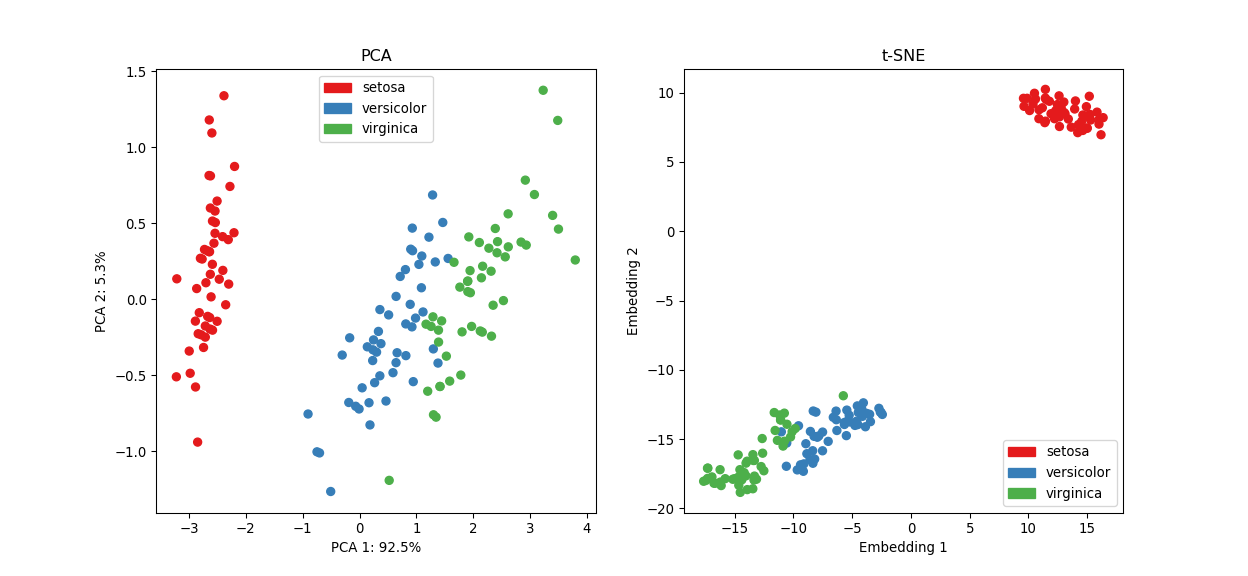 PCA
setosa
versicolor
virginica
1.5
1.0
0.5
0.0
−0.5
−1.0
PCA 2: 5.3%
−3
−2
−1
0
1
2
3
4
PCA 1: 92.5%
t-SNE
10
5
0
−5
−10
−15
−20
Embedding 2
setosa
versicolor
virginica
−15
−10
−5
0
5
10
15
Embedding 1